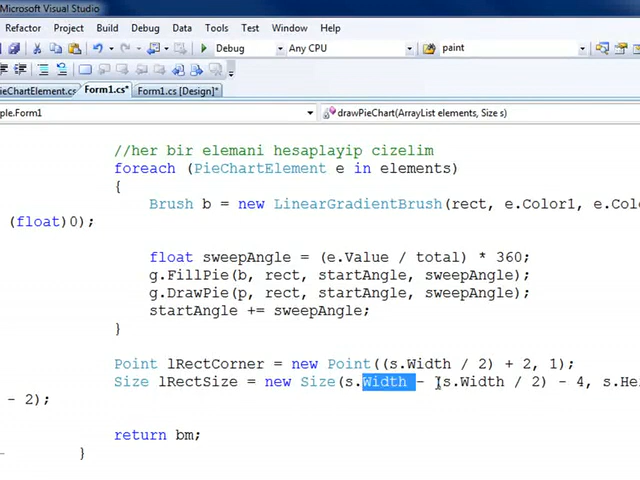 Microsoft Visual Studio
Refactor Project Build Debug Data Tools Test Window Help
Debug Any CPU paint
PieChartElement.cs Form1.cs* Form1.cs [Design]*
ple.Form1 drawPieChart(ArrayList elements, Size s)
//her bir elemani hesaplayip cizelim
foreach (PieChartElement e in elements)
{
Brush b = new LinearGradientBrush(rect, e.Color1, e.Colo
(float)0);
float sweepAngle = (e.Value / total) * 360;
g.FillPie(b, rect, startAngle, sweepAngle);
g.DrawPie(p, rect, startAngle, sweepAngle);
startAngle += sweepAngle;
}
Point lRectCorner = new Point((s.Width / 2) + 2, 1);
Size lRectSize = new Size(s.Width - (s.Width / 2) - 4, s.He
- 2);
return bm;
}